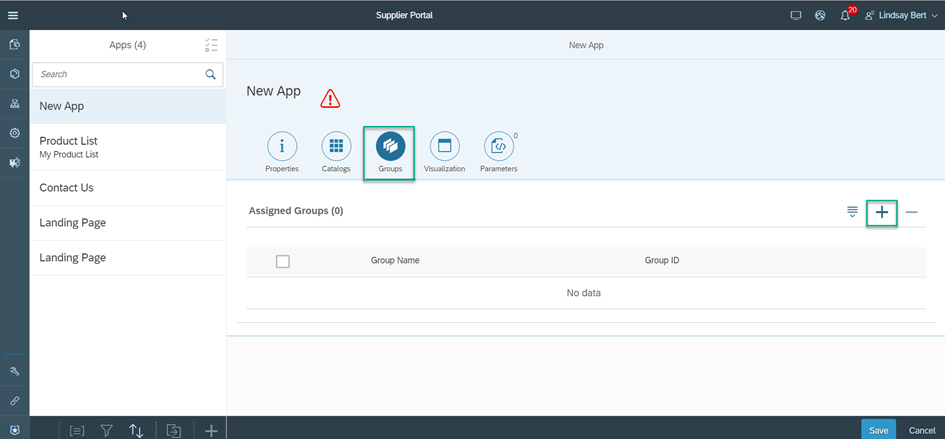 Supplier Portal
20
Lindsay Bert
Apps (4)
Search
New App
Product List
My Product List
Contact Us
Landing Page
Landing Page
New App
New App
0
Properties
Catalogs
Groups
Visualization
Parameters
Assigned Groups (0)
Group Name
Group ID
No data
Save
Cancel